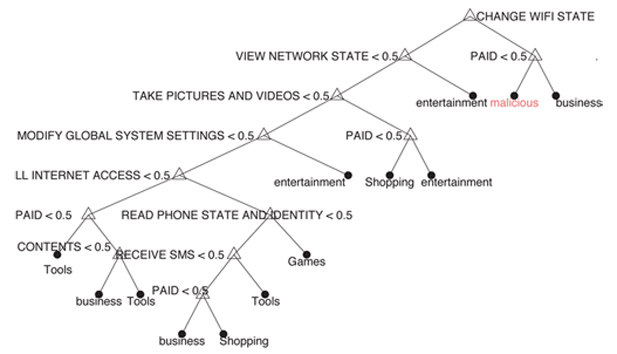 CHANGE WIFI STATE
VIEW NETWORK STATE < 0.5
PAID < 0.5
TAKE PICTURES AND VIDEOS < 0.5
entertainment
malicious
business
MODIFY GLOBAL SYSTEM SETTINGS < 0.5
PAID < 0.5
LL INTERNET ACCESS < 0.5
entertainment
Shopping
entertainment
PAID < 0.5
READ PHONE STATE AND IDENTITY < 0.5
CONTENTS < 0.5
RECEIVE SMS < 0.5
Tools
Games
PAID < 0.5
business
Tools
Tools
business
Shopping